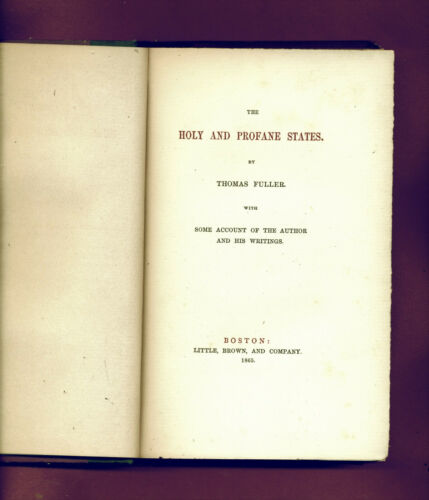 THE
HOLY AND PROFANE STATES.
BY
THOMAS FULLER.
WITH
SOME ACCOUNT OF THE AUTHOR
AND HIS WRITINGS.
BOSTON:
LITTLE, BROWN, AND COMPANY.
1865.